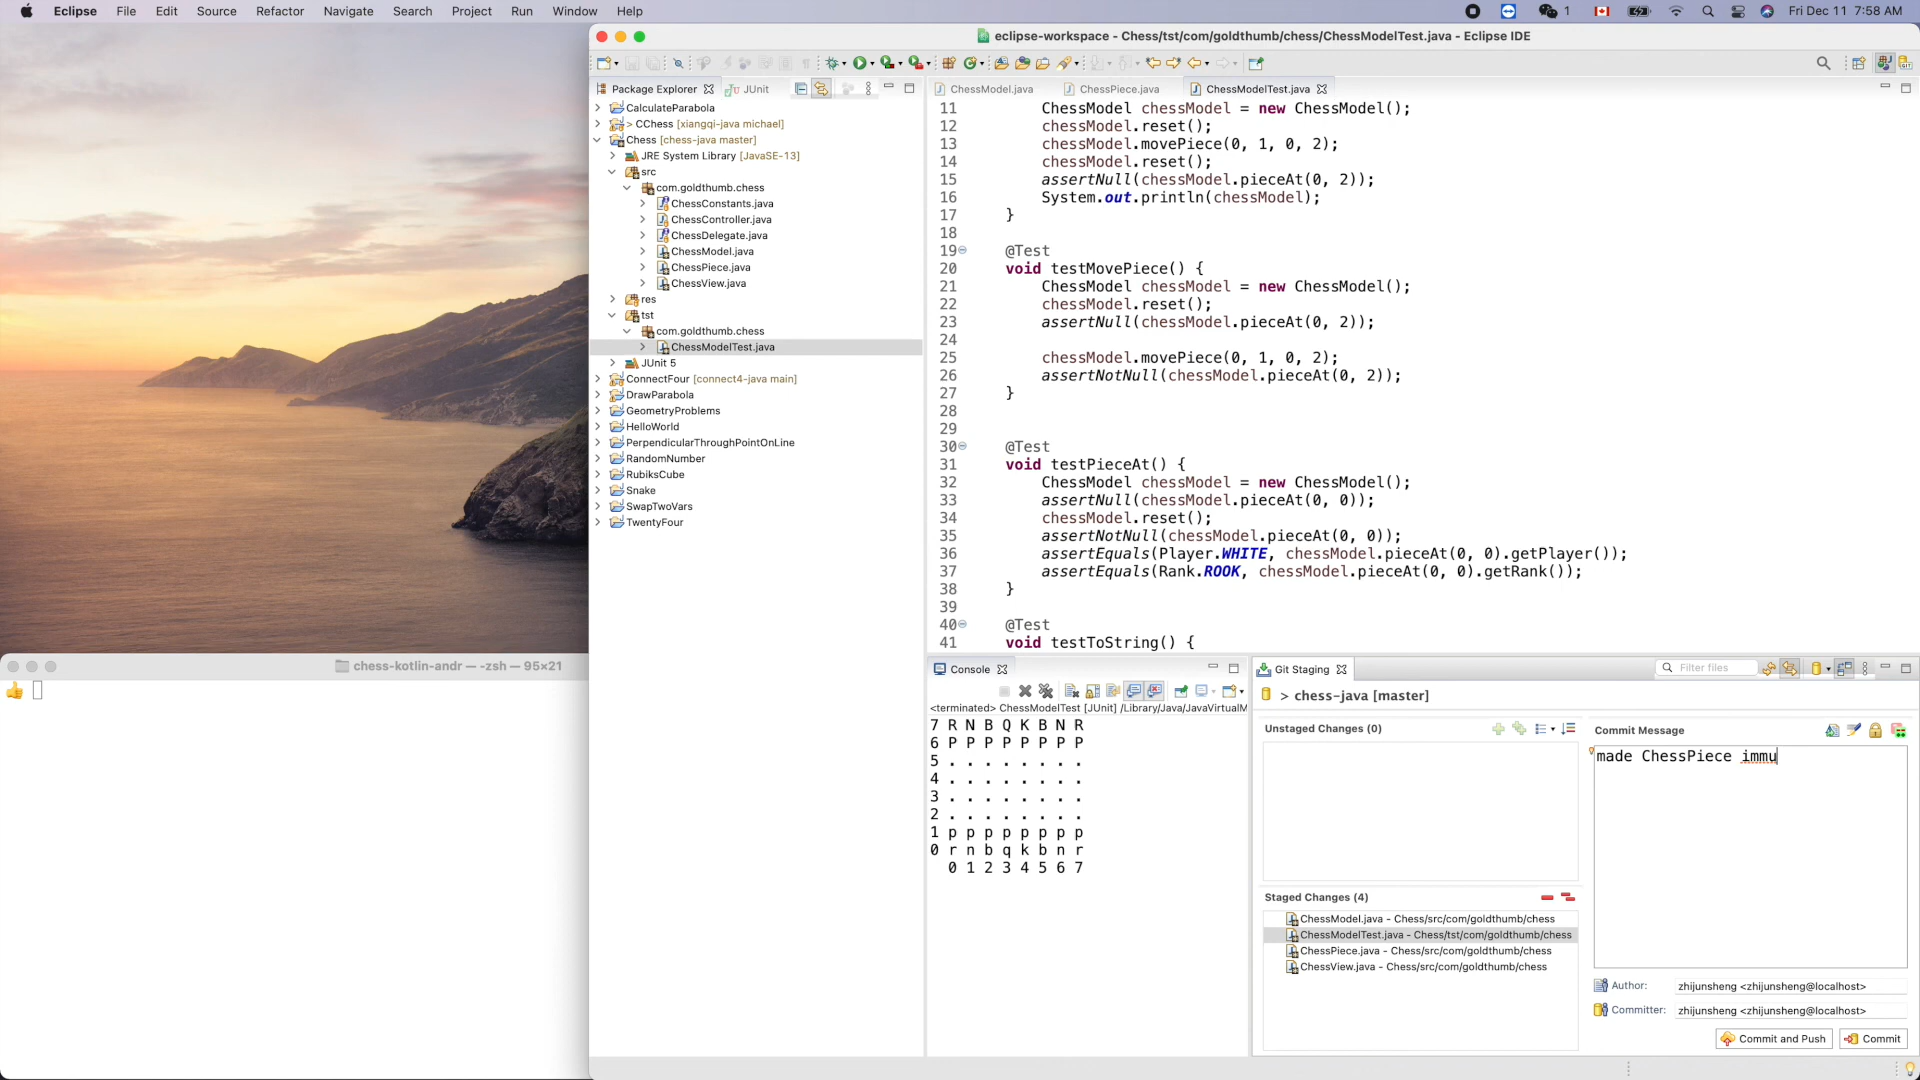 Eclipse File Edit Source Refactor Navigate Search Project Run Window Help 1 Fri Dec 11 7:58 AM
eclipse-workspace - Chess/tst/com/goldthumb/chess/ChessModelTest.java - Eclipse IDE
Package Explorer JUnit
CalculateParabola
> CChess [xiangqi-java michael]
Chess [chess-java master]
JRE System Library [JavaSE-13]
src
com.goldthumb.chess
ChessConstants.java
ChessController.java
ChessDelegate.java
ChessModel.java
ChessPiece.java
ChessView.java
res
tst
com.goldthumb.chess
ChessModelTest.java
JUnit 5
ConnectFour [connect4-java main]
DrawParabola
GeometryProblems
HelloWorld
PerpendicularThroughPointOnLine
RandomNumber
RubiksCube
Snake
SwapTwoVars
TwentyFour
ChessModel.java ChessPiece.java ChessModelTest.java
11 ChessModel chessModel = new ChessModel();
12 chessModel.reset();
13 chessModel.movePiece(0, 1, 0, 2);
14 chessModel.reset();
15 assertNull(chessModel.pieceAt(0, 2));
16 System.out.println(chessModel);
17 }
18
19 @Test
20 void testMovePiece() {
21 ChessModel chessModel = new ChessModel();
22 chessModel.reset();
23 assertNull(chessModel.pieceAt(0, 2));
24
25 chessModel.movePiece(0, 1, 0, 2);
26 assertNotNull(chessModel.pieceAt(0, 2));
27 }
28
29
30 @Test
31 void testPieceAt() {
32 ChessModel chessModel = new ChessModel();
33 assertNull(chessModel.pieceAt(0, 0));
34 chessModel.reset();
35 assertNotNull(chessModel.pieceAt(0, 0));
36 assertEquals(Player.WHITE, chessModel.pieceAt(0, 0).getPlayer());
37 assertEquals(Rank.ROOK, chessModel.pieceAt(0, 0).getRank());
38 }
39
40 @Test
41 void testToString() {
chess-kotlin-andr — -zsh — 95×21
Console
<terminated> ChessModelTest [JUnit] /Library/Java/JavaVirtualM
7 R N B Q K B N R
6 P P P P P P P P
5 . . . . . . . .
4 . . . . . . . .
3 . . . . . . . .
2 . . . . . . . .
1 p p p p p p p p
0 r n b q k b n r
0 1 2 3 4 5 6 7
Git Staging Filter files
> chess-java [master]
Unstaged Changes (0)
Staged Changes (4)
ChessModel.java - Chess/src/com/goldthumb/chess
ChessModelTest.java - Chess/tst/com/goldthumb/chess
ChessPiece.java - Chess/src/com/goldthumb/chess
ChessView.java - Chess/src/com/goldthumb/chess
Commit Message
made ChessPiece immu
Author: zhijunsheng <zhijunsheng@localhost>
Committer: zhijunsheng <zhijunsheng@localhost>
Commit and Push Commit